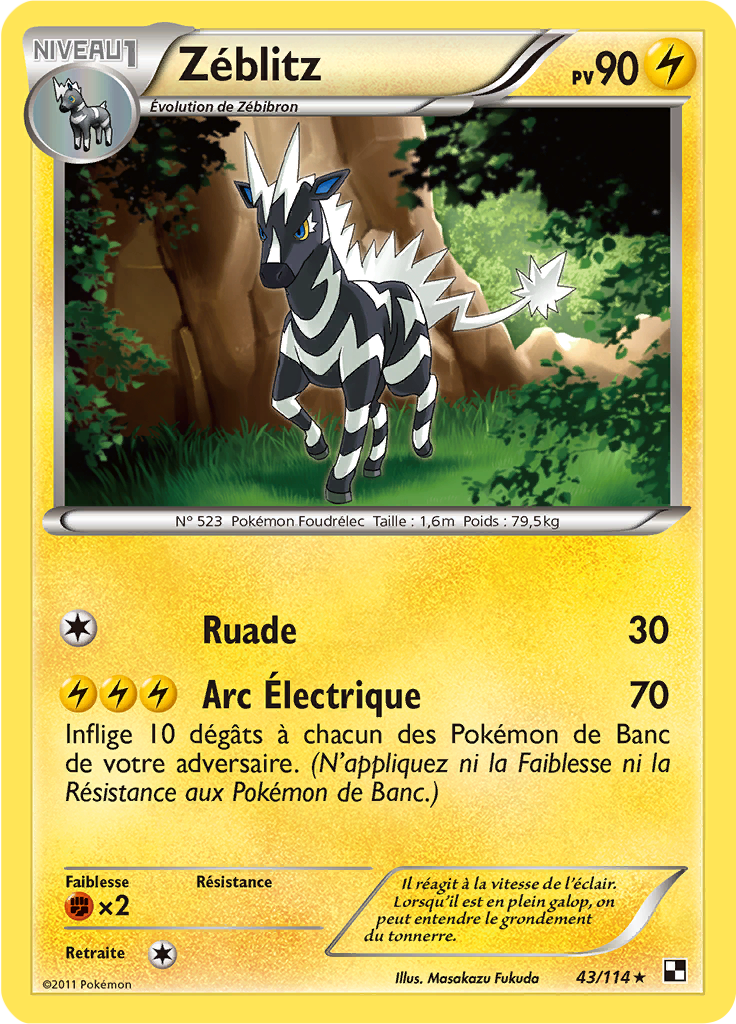 NIVEAU 1
Zéblitz
PV 90
Évolution de Zébibron
N° 523 Pokémon Foudrélec Taille : 1,6m Poids : 79,5kg
Ruade 30
Arc Électrique 70
Inflige 10 dégâts à chacun des Pokémon de Banc
de votre adversaire. (N'appliquez ni la Faiblesse ni la
Résistance aux Pokémon de Banc.)
Faiblesse Résistance
×2
Retraite
Il réagit à la vitesse de l'éclair.
Lorsqu'il est en plein galop, on
peut entendre le grondement
du tonnerre.
©2011 Pokémon
Illus. Masakazu Fukuda
43/114 ★